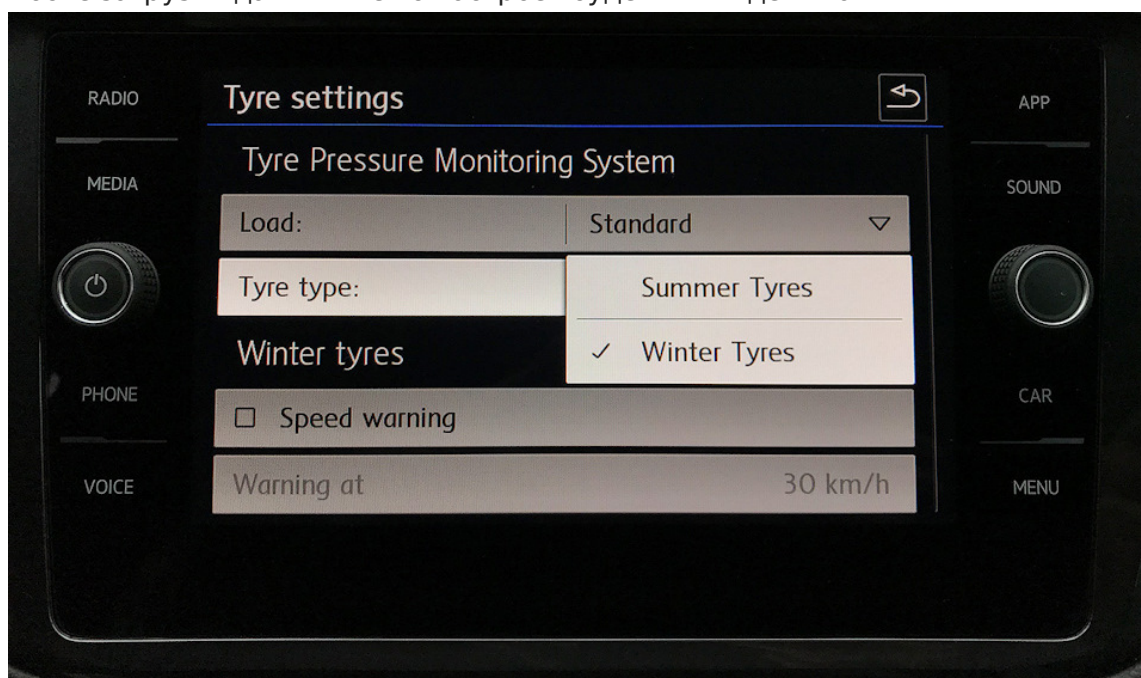 RADIO
MEDIA
PHONE
VOICE
Tyre settings
Tyre Pressure Monitoring System
Load: Standard
Tyre type: Summer Tyres
Winter tyres ✓ Winter Tyres
Speed warning
Warning at 30 km/h
APP
SOUND
CAR
MENU